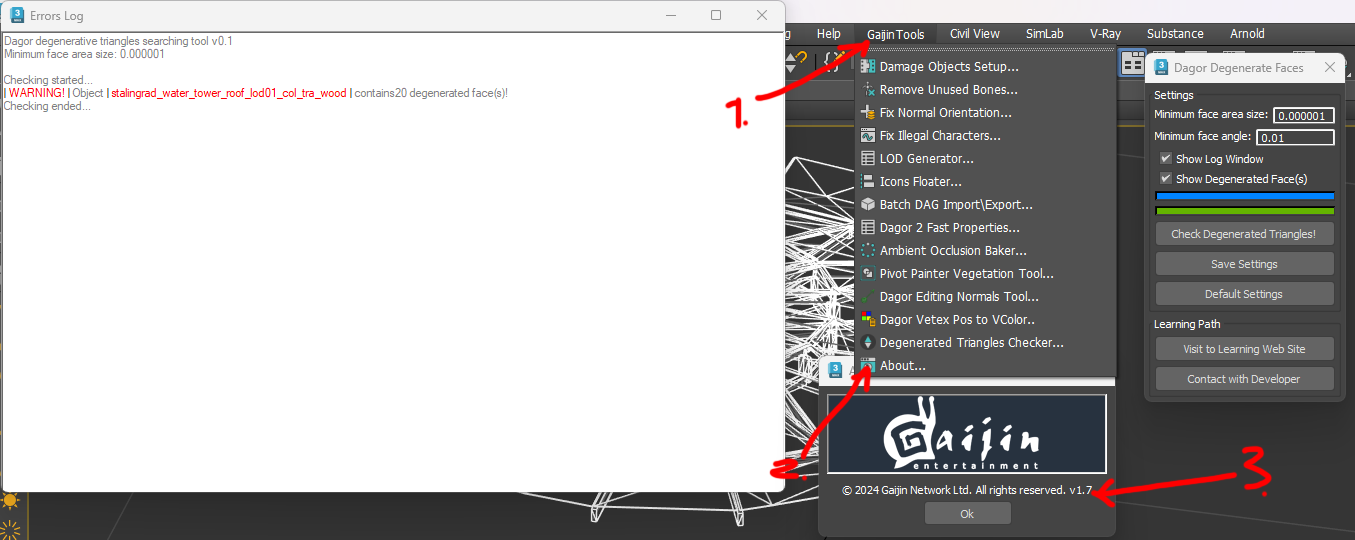 Errors Log
Dagor degenerative triangles searching tool v0.1
Minimum face area size: 0.000001
Checking started...
| WARNING! | Object | stalingrad_water_tower_roof_lod01_col_tra_wood | contains20 degenerated face(s)!
Checking ended...
Help GaijinTools Civil View SimLab V-Ray Substance Arnold
1.
Damage Objects Setup...
Remove Unused Bones...
Fix Normal Orientation...
Fix Illegal Characters...
LOD Generator...
Icons Floater...
Batch DAG Import\Export...
Dagor 2 Fast Properties...
Ambient Occlusion Baker...
Pivot Painter Vegetation Tool...
Dagor Editing Normals Tool...
Dagor Vetex Pos to VColor..
Degenerated Triangles Checker...
About...
2.
gaijin
entertainment
© 2024 Gaijin Network Ltd. All rights reserved. v1.7
Ok
3.
Dagor Degenerate Faces
Settings
Minimum face area size: 0.000001
Minimum face angle: 0.01
Show Log Window
Show Degenerated Face(s)
Check Degenerated Triangles!
Save Settings
Default Settings
Learning Path
Visit to Learning Web Site
Contact with Developer